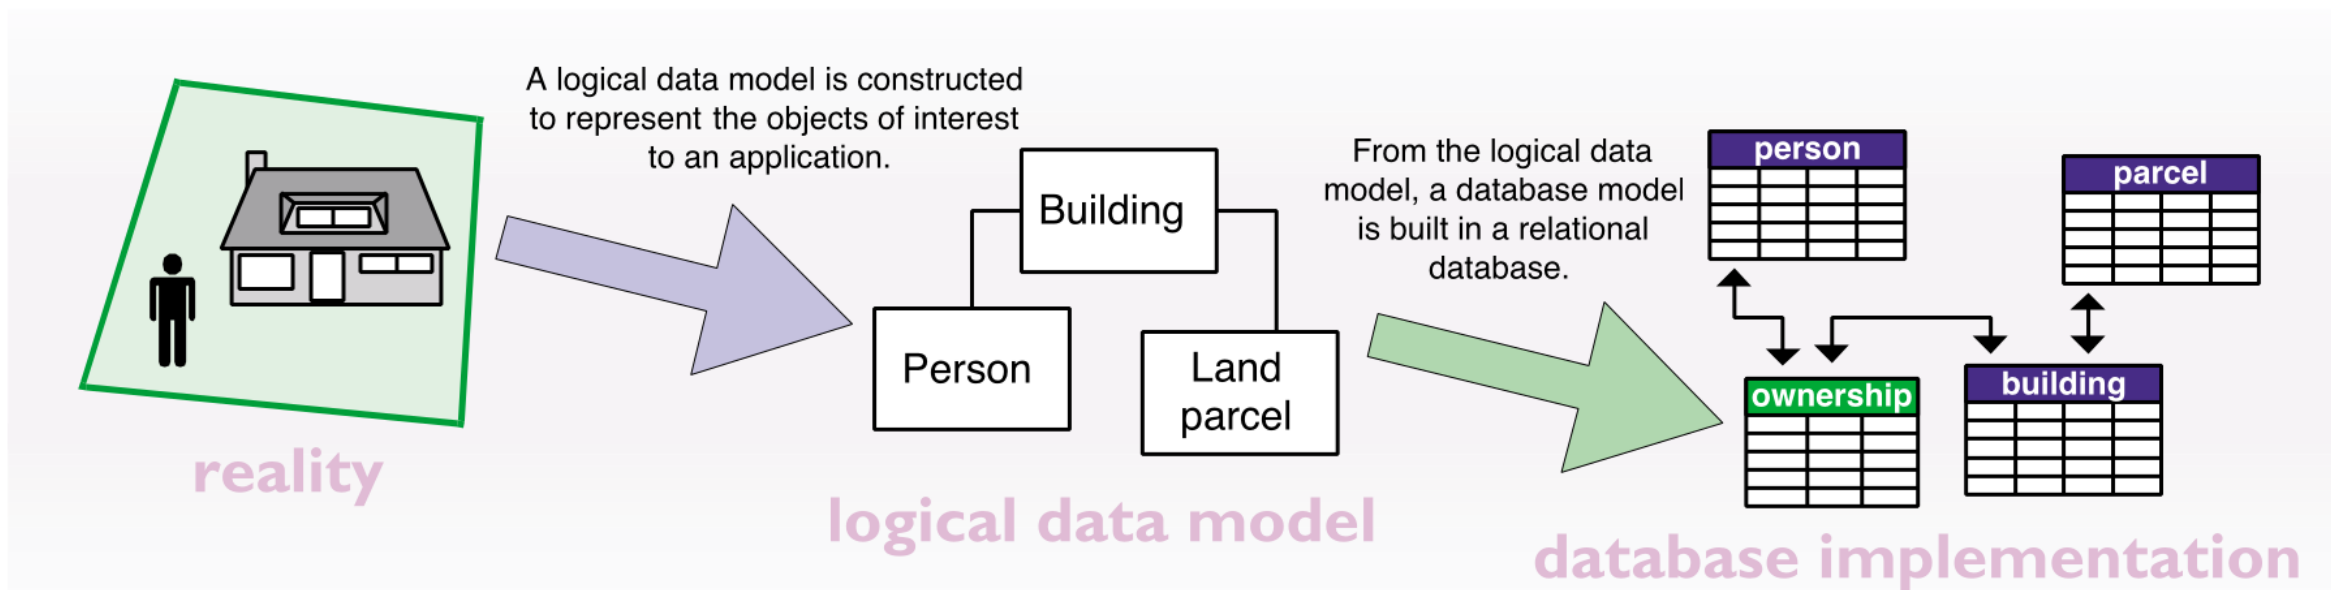 A logical data model is constructed
to represent the objects of interest
to an application.
reality
Building
Person
Land
parcel
logical data model
From the logical data
model, a database model
is built in a relational
database.
person
parcel
ownership
building
database implementation